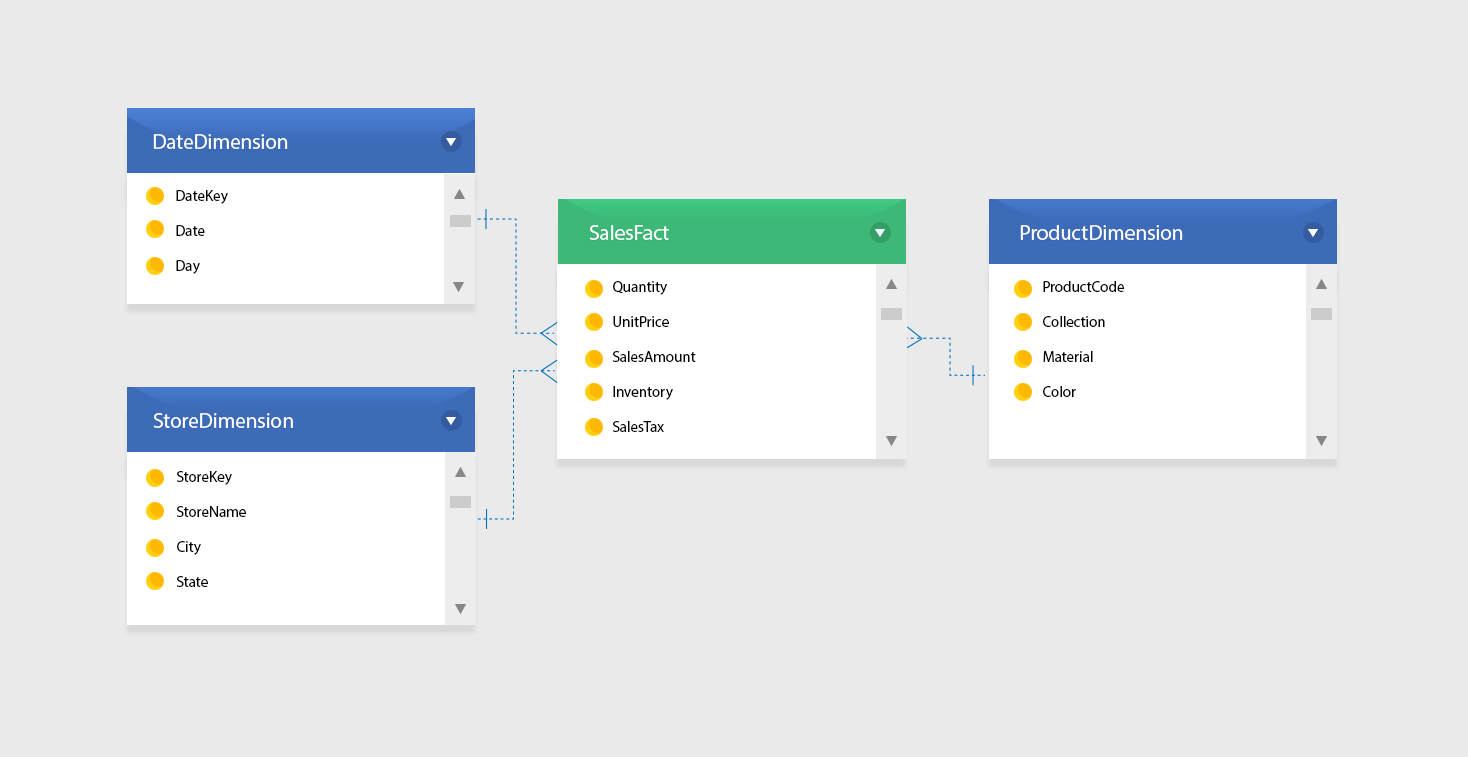 DateDimension
DateKey
Date
Day
StoreDimension
StoreKey
StoreName
City
State
SalesFact
Quantity
UnitPrice
SalesAmount
Inventory
SalesTax
ProductDimension
ProductCode
Collection
Material
Color